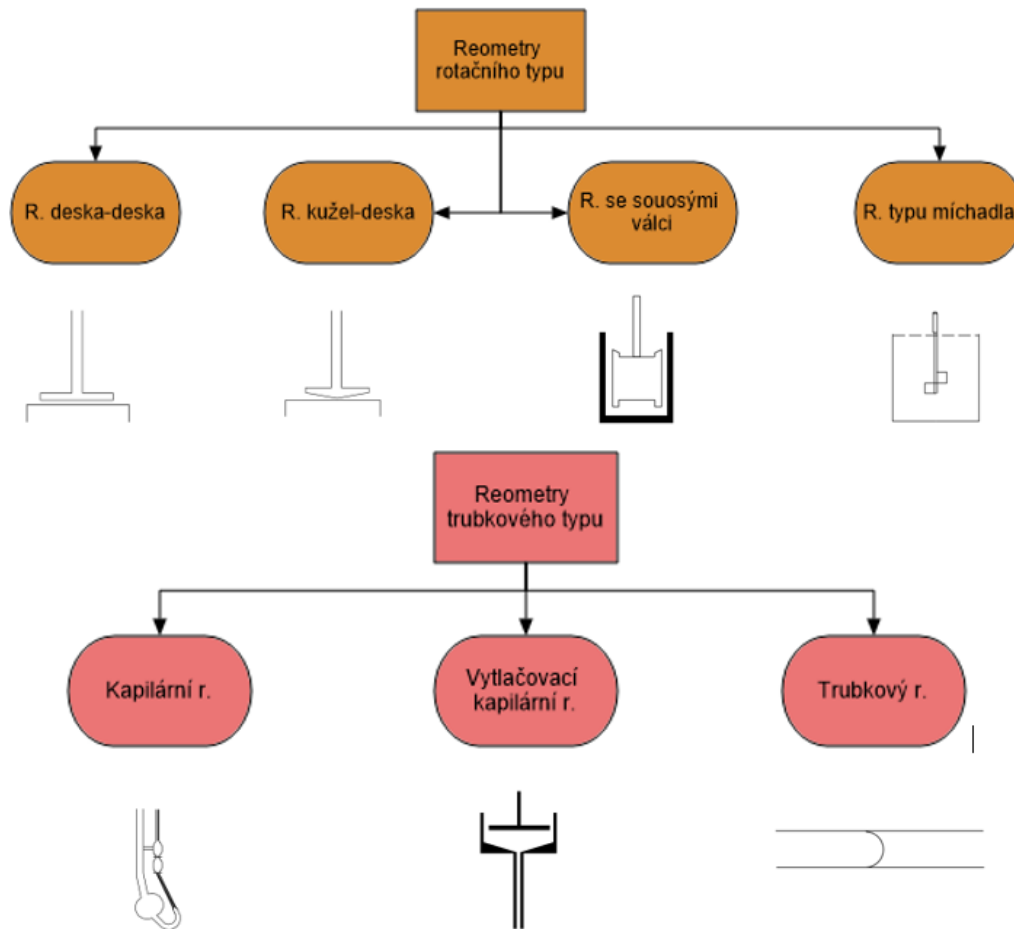 Reometry
rotačního typu
R. deska-deska
R. kužel-deska
R. se souosými
válci
R. typu míchadla
Reometry
trubkového typu
Kapilární r.
Vytlačovací
kapilární r.
Trubkový r.